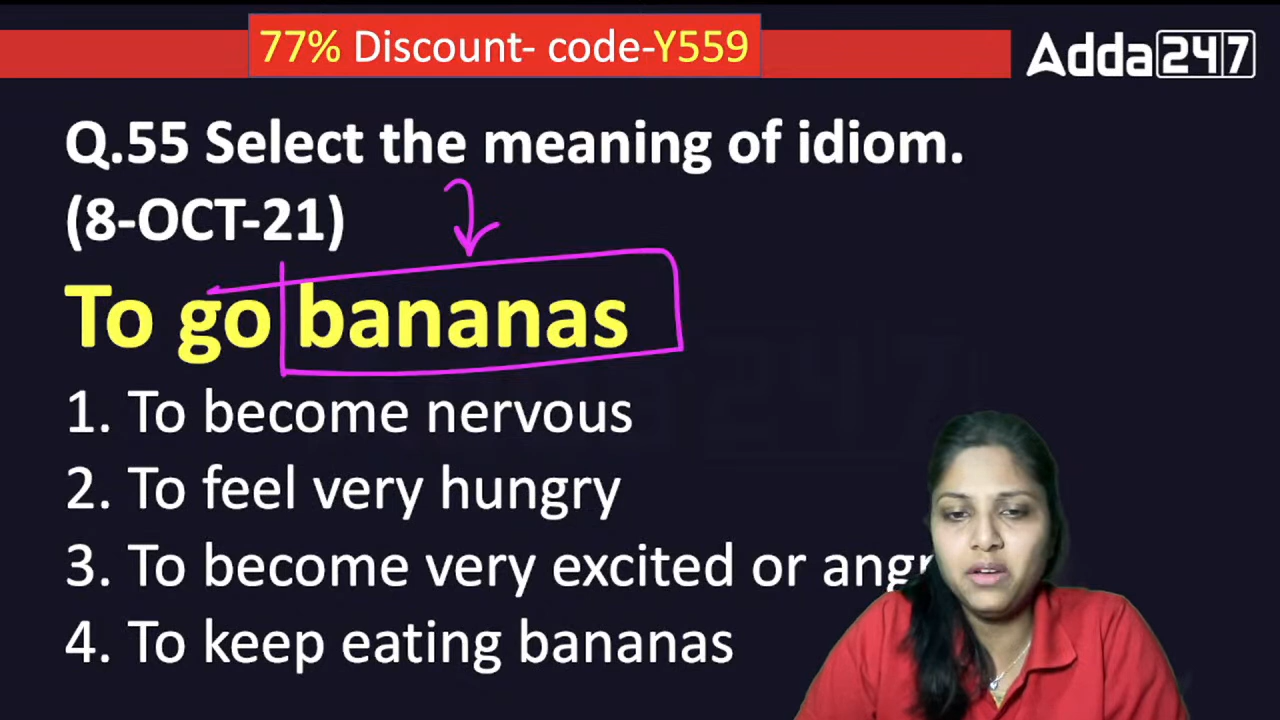 77% Discount- code-Y559
Adda247
Q.55 Select the meaning of idiom.
(8-OCT-21)
To go bananas
1. To become nervous
2. To feel very hungry
3. To become very excited or
4. To keep eating bananas